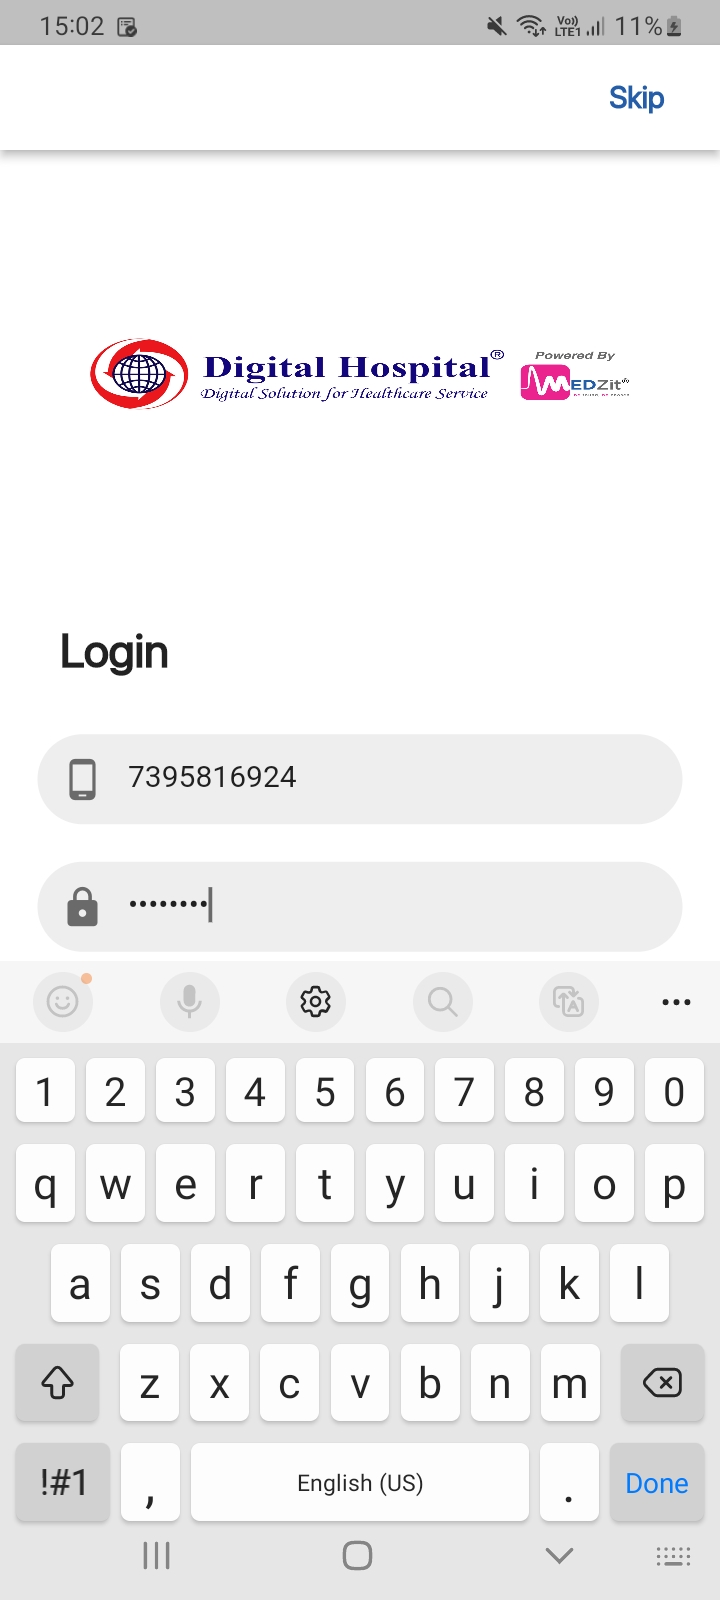 15:02 Vo)) LTE1 11%
Skip
Digital Hospital®
Digital Solution for Healthcare Service
Powered By
MEDZit®
Login
7395816924
••••••••
1 2 3 4 5 6 7 8 9 0
q w e r t y u i o p
a s d f g h j k l
z x c v b n m
!#1 , English (US) . Done